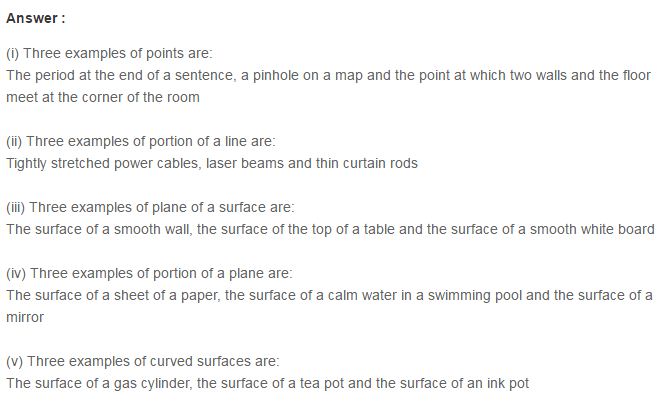 Answer :
(i) Three examples of points are:
The period at the end of a sentence, a pinhole on a map and the point at which two walls and the floor
meet at the corner of the room
(ii) Three examples of portion of a line are:
Tightly stretched power cables, laser beams and thin curtain rods
(iii) Three examples of plane of a surface are:
The surface of a smooth wall, the surface of the top of a table and the surface of a smooth white board
(iv) Three examples of portion of a plane are:
The surface of a sheet of a paper, the surface of a calm water in a swimming pool and the surface of a
mirror
(v) Three examples of curved surfaces are:
The surface of a gas cylinder, the surface of a tea pot and the surface of an ink pot